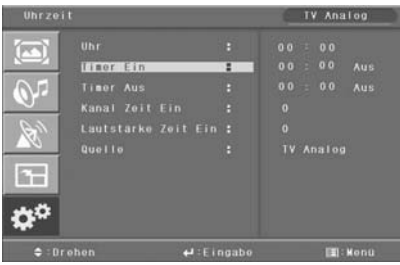 Uhrzeit TV Analog
Uhr : 00 : 00
Timer Ein : 00 : 00 Aus
Timer Aus : 00 : 00 Aus
Kanal Zeit Ein : 0
Lautstärke Zeit Ein : 0
Quelle : TV Analog
:Drehen :Eingabe :Menü